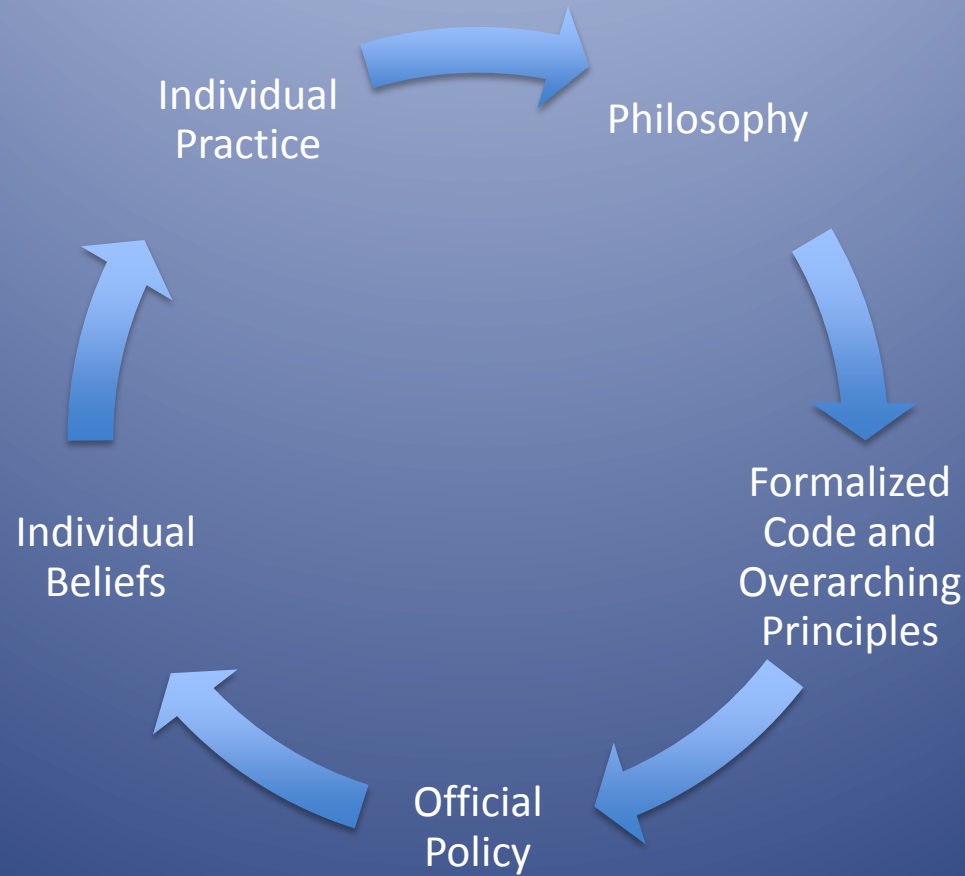 Individual
Practice
Philosophy
Formalized
Code and
Overarching
Principles
Official
Policy
Individual
Beliefs